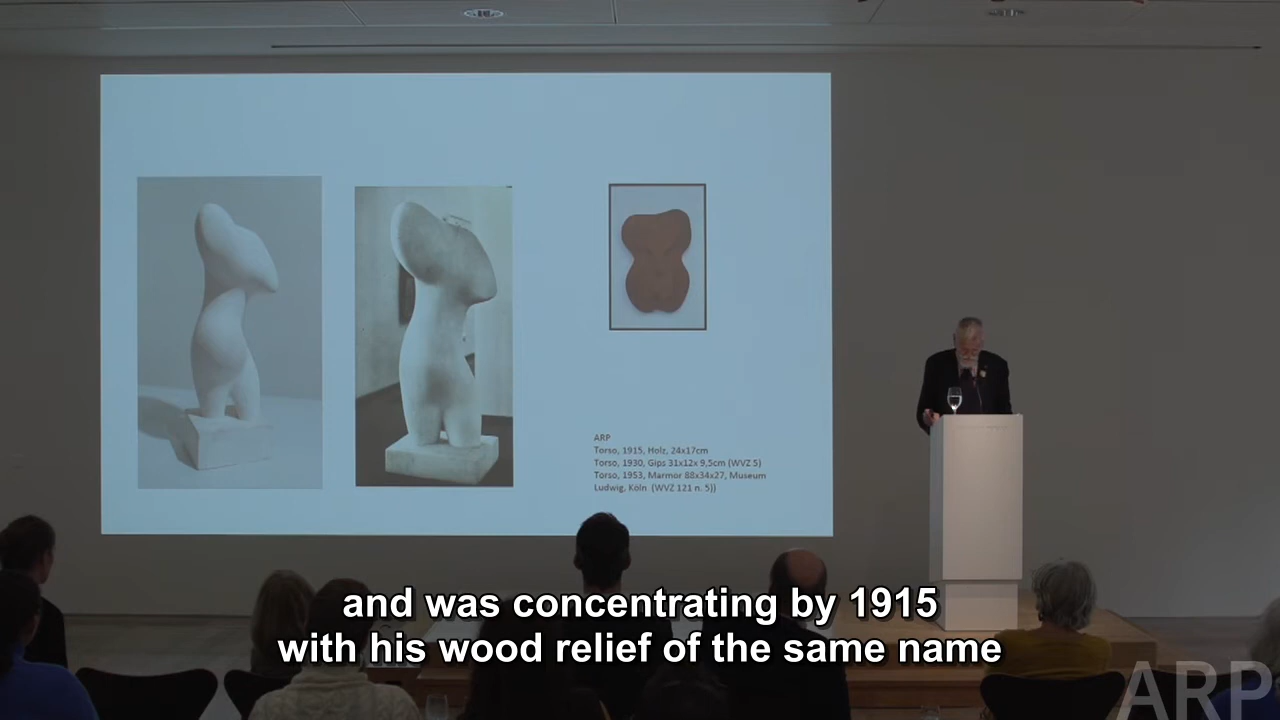 ARP
Torso, 1915, Holz, 24x17cm
Torso, 1930, Gips 31x12x 9,5cm (WVZ 5)
Torso, 1953, Marmor 88x34x27, Museum
Ludwig, Köln (WVZ 121 n. 5))
and was concentrating by 1915
with his wood relief of the same name
ARP